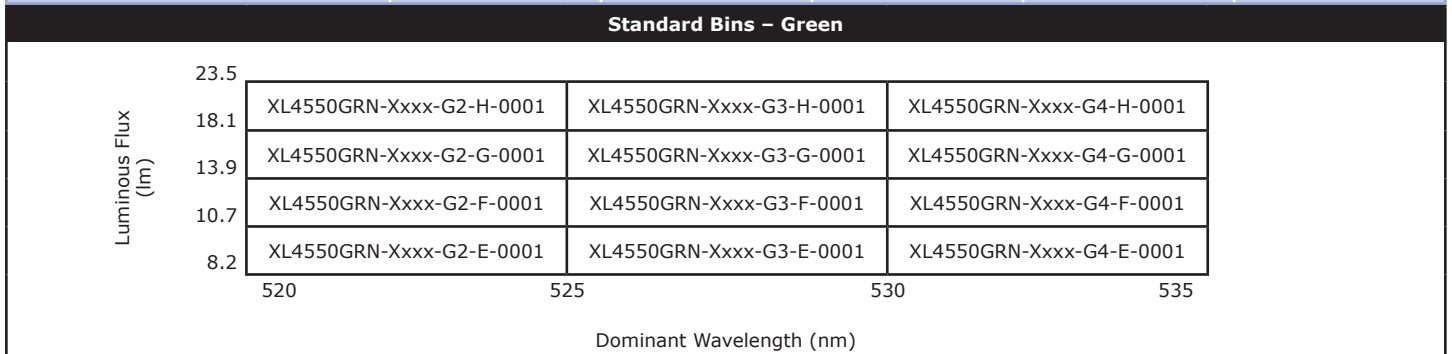 Standard Bins – Green
23.5
XL4550GRN-Xxxx-G2-H-0001 XL4550GRN-Xxxx-G3-H-0001 XL4550GRN-Xxxx-G4-H-0001
18.1
XL4550GRN-Xxxx-G2-G-0001 XL4550GRN-Xxxx-G3-G-0001 XL4550GRN-Xxxx-G4-G-0001
13.9
XL4550GRN-Xxxx-G2-F-0001 XL4550GRN-Xxxx-G3-F-0001 XL4550GRN-Xxxx-G4-F-0001
10.7
XL4550GRN-Xxxx-G2-E-0001 XL4550GRN-Xxxx-G3-E-0001 XL4550GRN-Xxxx-G4-E-0001
8.2
Luminous Flux
(lm)
520 525 530 535
Dominant Wavelength (nm)